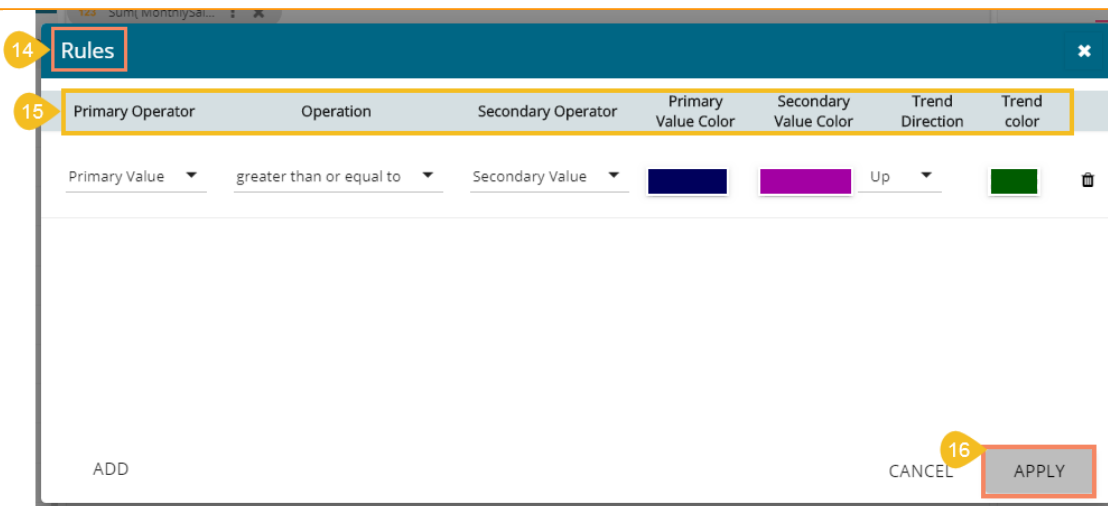 123 Sum( MonthlySal...
14 Rules
15 Primary Operator Operation Secondary Operator Primary Value Color Secondary Value Color Trend Direction Trend color
Primary Value greater than or equal to Secondary Value Up
16
ADD CANCEL APPLY